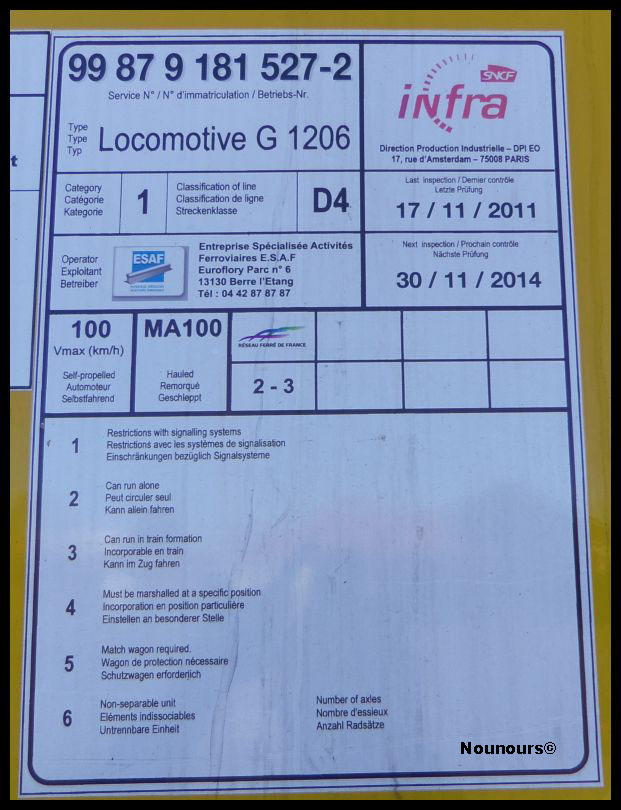 99 87 9 181 527-2
Service N° / N° d'immatriculation / Betriebs-Nr.
Type
Type
Typ
Locomotive G 1206
SNCF
infra
Direction Production Industrielle – DPI EO
17, rue d'Amsterdam – 75008 PARIS
Category
Catégorie
Kategorie
1
Classification of line
Classification de ligne
Streckenklasse
D4
Last inspection / Dernier contrôle
Letzte Prüfung
17 / 11 / 2011
Operator
Exploitant
Betreiber
ESAF
Entreprise Spécialisée Activités
Ferroviaires E.S.A.F
Euroflory Parc n° 6
13130 Berre l'Etang
Tél : 04 42 87 87 87
Next inspection / Prochain contrôle
Nächste Prüfung
30 / 11 / 2014
100
Vmax (km/h)
Self-propelled
Automoteur
Selbstfahrend
MA100
Hauled
Remorqué
Geschleppt
RÉSEAU FERRÉ DE FRANCE
2 - 3
1
Restrictions with signalling systems
Restrictions avec les systèmes de signalisation
Einschränkungen bezüglich Signalsysteme
2
Can run alone
Peut circuler seul
Kann allein fahren
3
Can run in train formation
Incorporable en train
Kann im Zug fahren
4
Must be marshalled at a specific position
Incorporation en position particulière
Einstellen an besonderer Stelle
5
Match wagon required.
Wagon de protection nécessaire
Schutzwagen erforderlich
6
Non-separable unit
Eléments indissociables
Untrennbare Einheit
Number of axles
Nombre d'essieux
Anzahl Radsätze
t
Nounours©